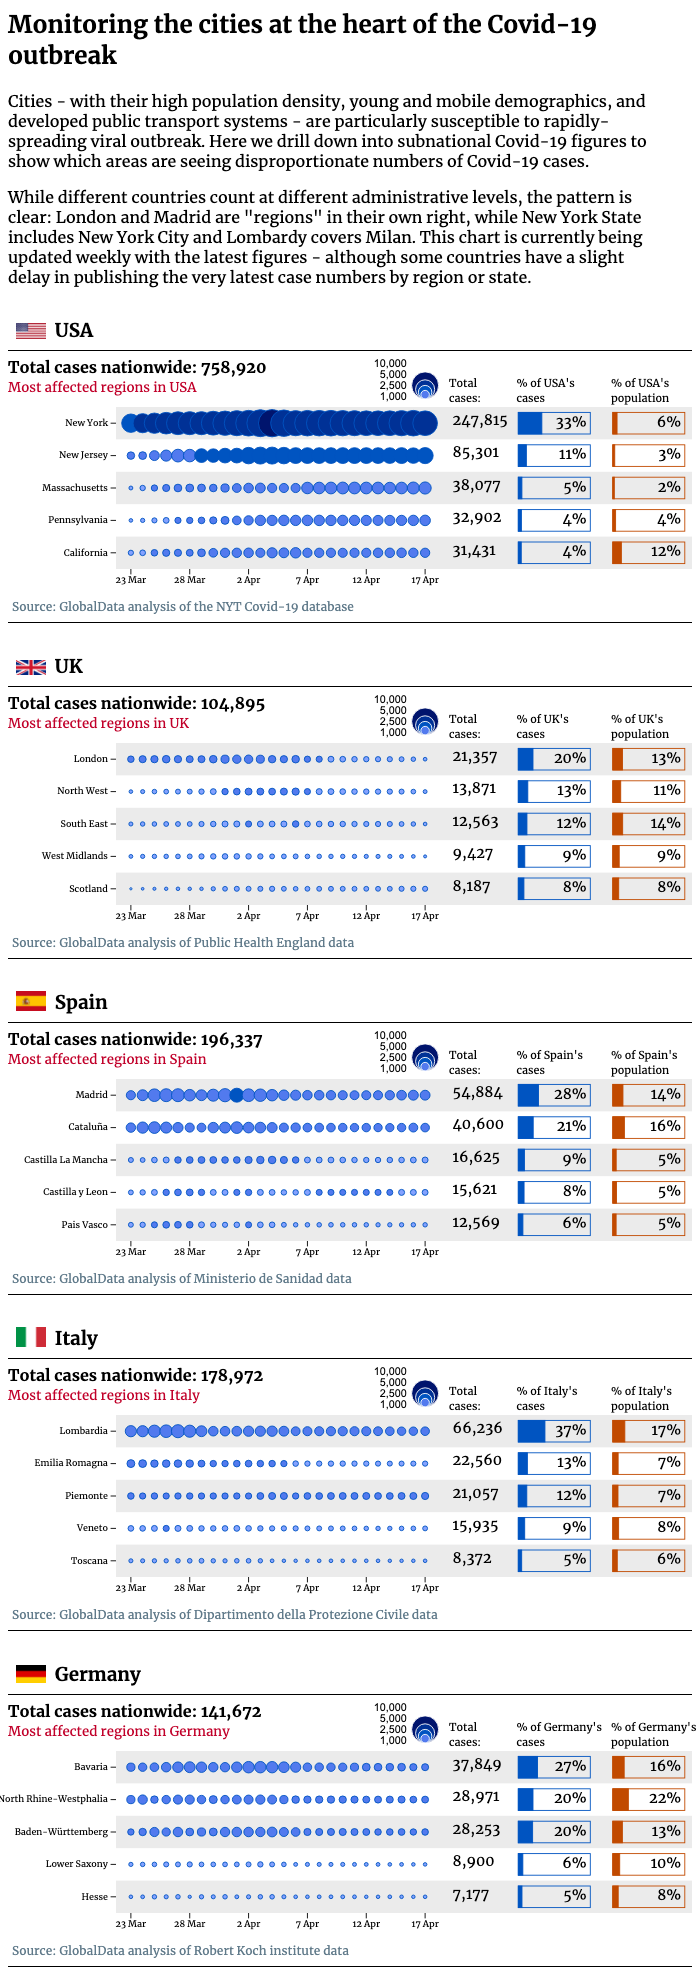 Monitoring the cities at the heart of the Covid-19
outbreak
Cities - with their high population density, young and mobile demographics, and
developed public transport systems - are particularly susceptible to rapidly-
spreading viral outbreak. Here we drill down into subnational Covid-19 figures to
show which areas are seeing disproportionate numbers of Covid-19 cases.
While different countries count at different administrative levels, the pattern is
clear: London and Madrid are "regions" in their own right, while New York State
includes New York City and Lombardy covers Milan. This chart is currently being
updated weekly with the latest figures - although some countries have a slight
delay in publishing the very latest case numbers by region or state.
USA
Total cases nationwide: 758,920
Most affected regions in USA
10,000
5,000
2,500
1,000
Total
cases:
% of USA's
cases
% of USA's
population
New York 247,815 33% 6%
New Jersey 85,301 11% 3%
Massachusetts 38,077 5% 2%
Pennsylvania 32,902 4% 4%
California 31,431 4% 12%
23 Mar 28 Mar 2 Apr 7 Apr 12 Apr 17 Apr
Source: GlobalData analysis of the NYT Covid-19 database
UK
Total cases nationwide: 104,895
Most affected regions in UK
10,000
5,000
2,500
1,000
Total
cases:
% of UK's
cases
% of UK's
population
London 21,357 20% 13%
North West 13,871 13% 11%
South East 12,563 12% 14%
West Midlands 9,427 9% 9%
Scotland 8,187 8% 8%
23 Mar 28 Mar 2 Apr 7 Apr 12 Apr 17 Apr
Source: GlobalData analysis of Public Health England data
Spain
Total cases nationwide: 196,337
Most affected regions in Spain
10,000
5,000
2,500
1,000
Total
cases:
% of Spain's
cases
% of Spain's
population
Madrid 54,884 28% 14%
Cataluña 40,600 21% 16%
Castilla La Mancha 16,625 9% 5%
Castilla y Leon 15,621 8% 5%
Pais Vasco 12,569 6% 5%
23 Mar 28 Mar 2 Apr 7 Apr 12 Apr 17 Apr
Source: GlobalData analysis of Ministerio de Sanidad data
Italy
Total cases nationwide: 178,972
Most affected regions in Italy
10,000
5,000
2,500
1,000
Total
cases:
% of Italy's
cases
% of Italy's
population
Lombardia 66,236 37% 17%
Emilia Romagna 22,560 13% 7%
Piemonte 21,057 12% 7%
Veneto 15,935 9% 8%
Toscana 8,372 5% 6%
23 Mar 28 Mar 2 Apr 7 Apr 12 Apr 17 Apr
Source: GlobalData analysis of Dipartimento della Protezione Civile data
Germany
Total cases nationwide: 141,672
Most affected regions in Germany
10,000
5,000
2,500
1,000
Total
cases:
% of Germany's
cases
% of Germany's
population
Bavaria 37,849 27% 16%
North Rhine-Westphalia 28,971 20% 22%
Baden-Württemberg 28,253 20% 13%
Lower Saxony 8,900 6% 10%
Hesse 7,177 5% 8%
23 Mar 28 Mar 2 Apr 7 Apr 12 Apr 17 Apr
Source: GlobalData analysis of Robert Koch institute data